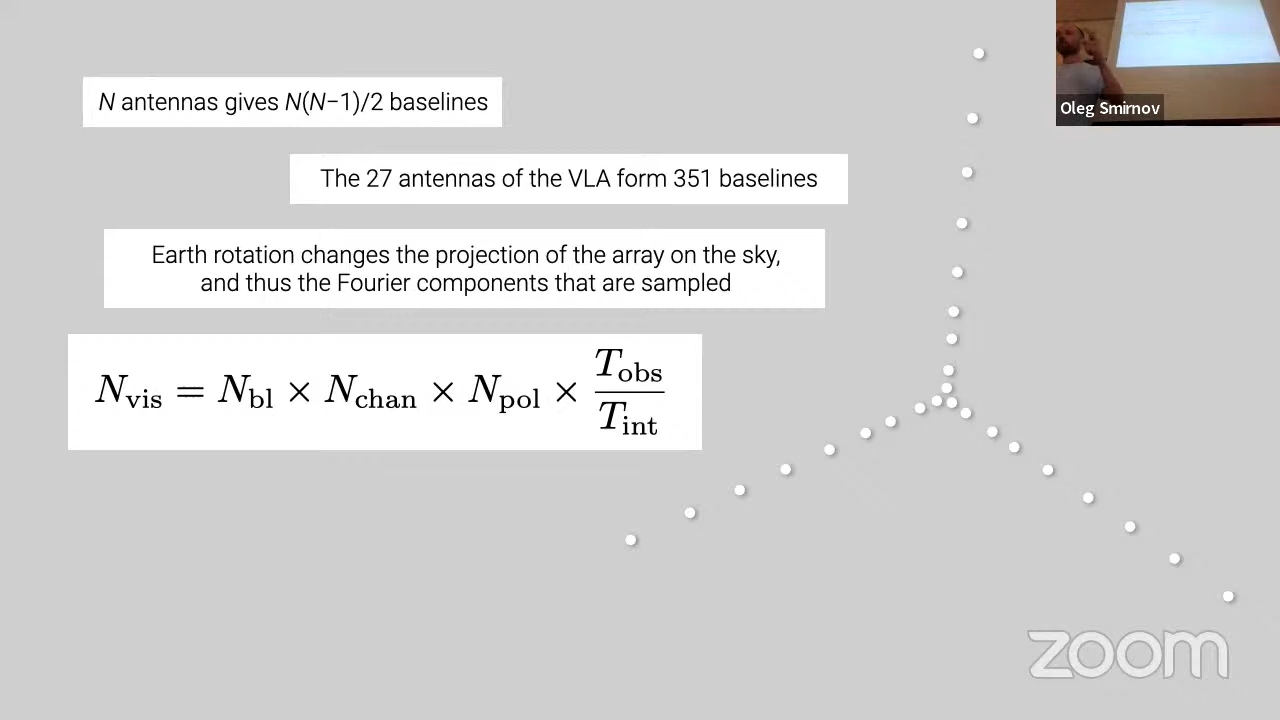 N antennas gives N(N−1)/2 baselines
The 27 antennas of the VLA form 351 baselines
Earth rotation changes the projection of the array on the sky,
and thus the Fourier components that are sampled
N_vis = N_bl × N_chan × N_pol × T_obs / T_int
Oleg Smirnov
zoom